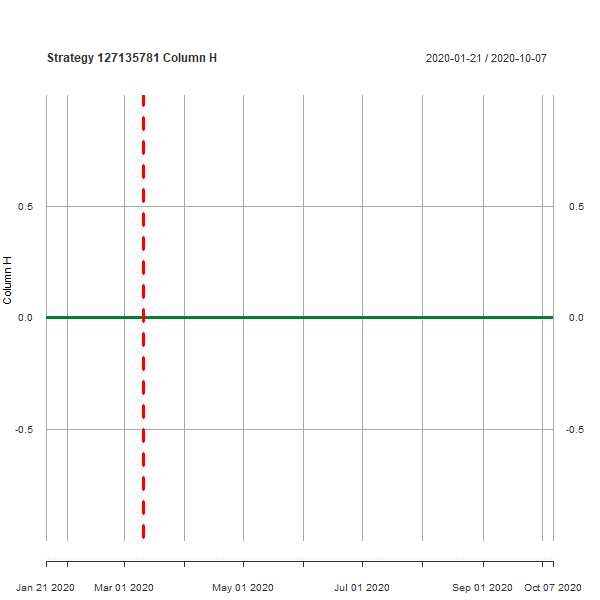 Strategy 127135781 Column H
2020-01-21 / 2020-10-07
0.5
0.5
Column H
0.0
0.0
-0.5
-0.5
Jan 21 2020
Mar 01 2020
May 01 2020
Jul 01 2020
Sep 01 2020
Oct 07 2020